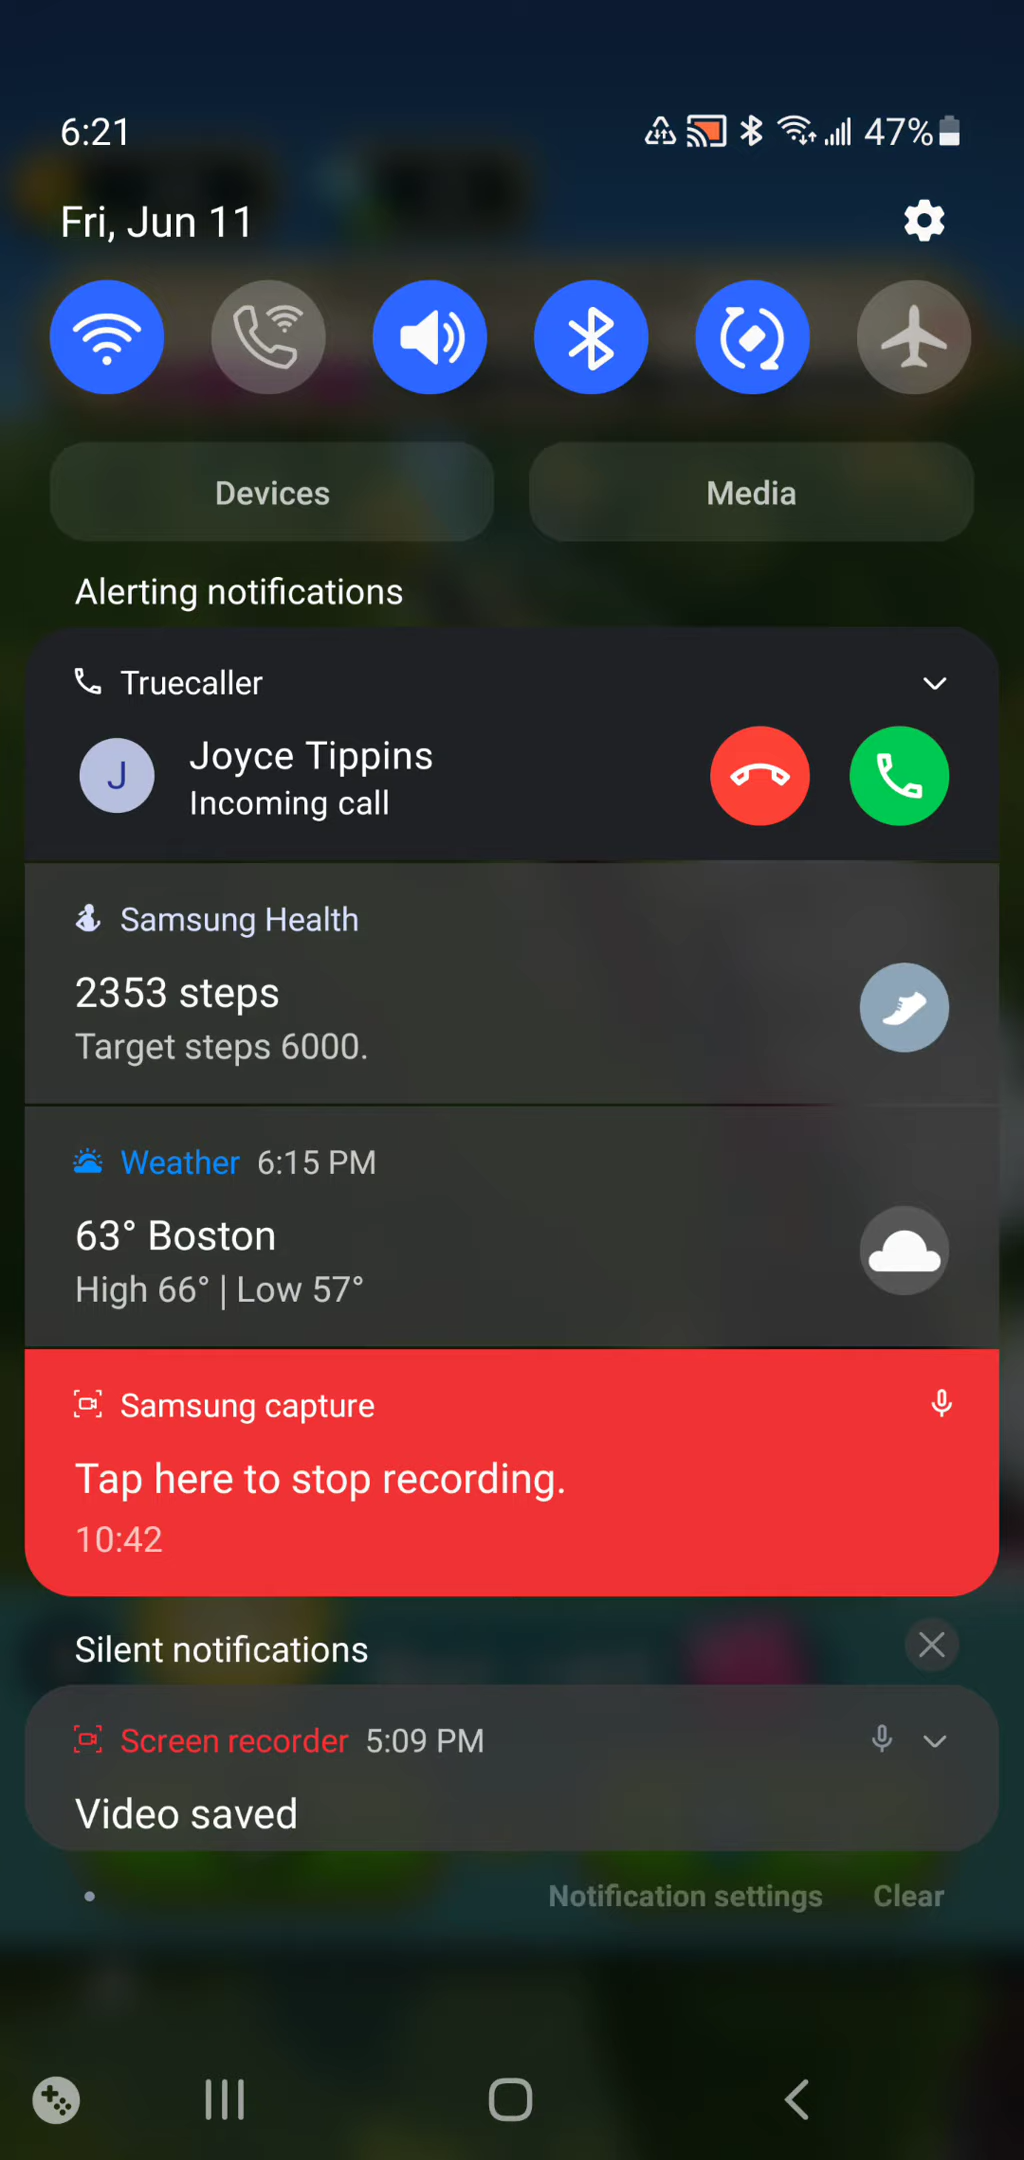 6:21
47%
Fri, Jun 11
Devices
Media
Alerting notifications
Truecaller
J
Joyce Tippins
Incoming call
Samsung Health
2353 steps
Target steps 6000.
Weather 6:15 PM
63° Boston
High 66° | Low 57°
Samsung capture
Tap here to stop recording.
10:42
Silent notifications
Screen recorder 5:09 PM
Video saved
Notification settings
Clear